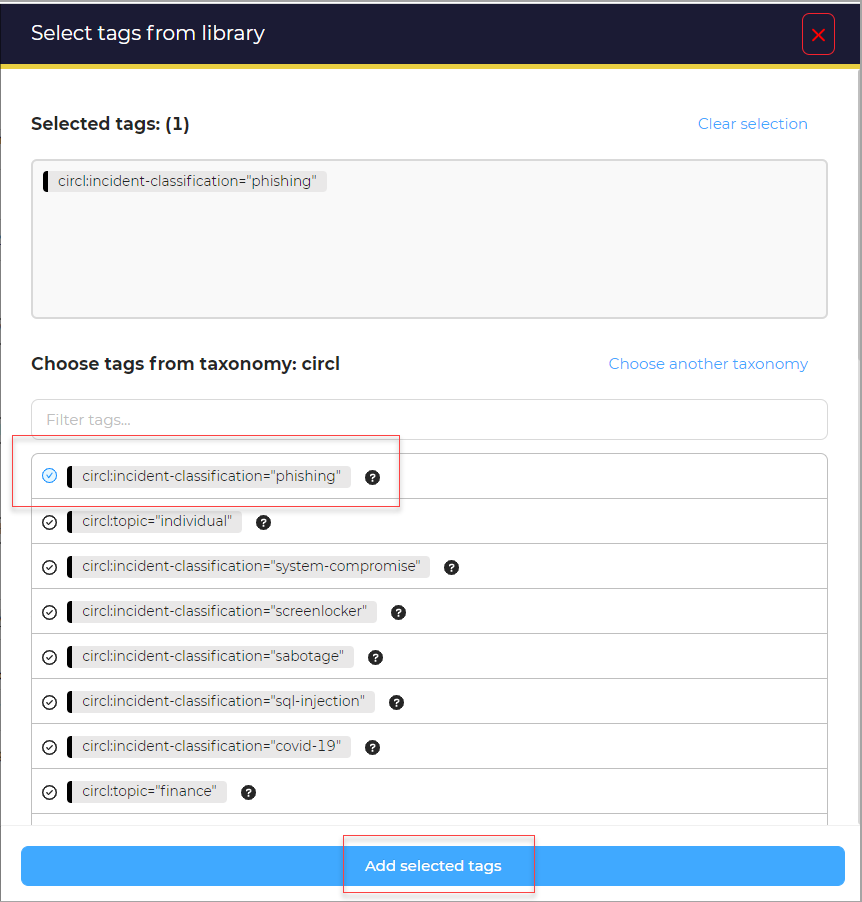 Select tags from library
Selected tags: (1)
Clear selection
circl:incident-classification="phishing"
Choose tags from taxonomy: circl
Choose another taxonomy
Filter tags...
circl:incident-classification="phishing"
circl:topic="individual"
circl:incident-classification="system-compromise"
circl:incident-classification="screenlocker"
circl:incident-classification="sabotage"
circl:incident-classification="sql-injection"
circl:incident-classification="covid-19"
circl:topic="finance"
Add selected tags